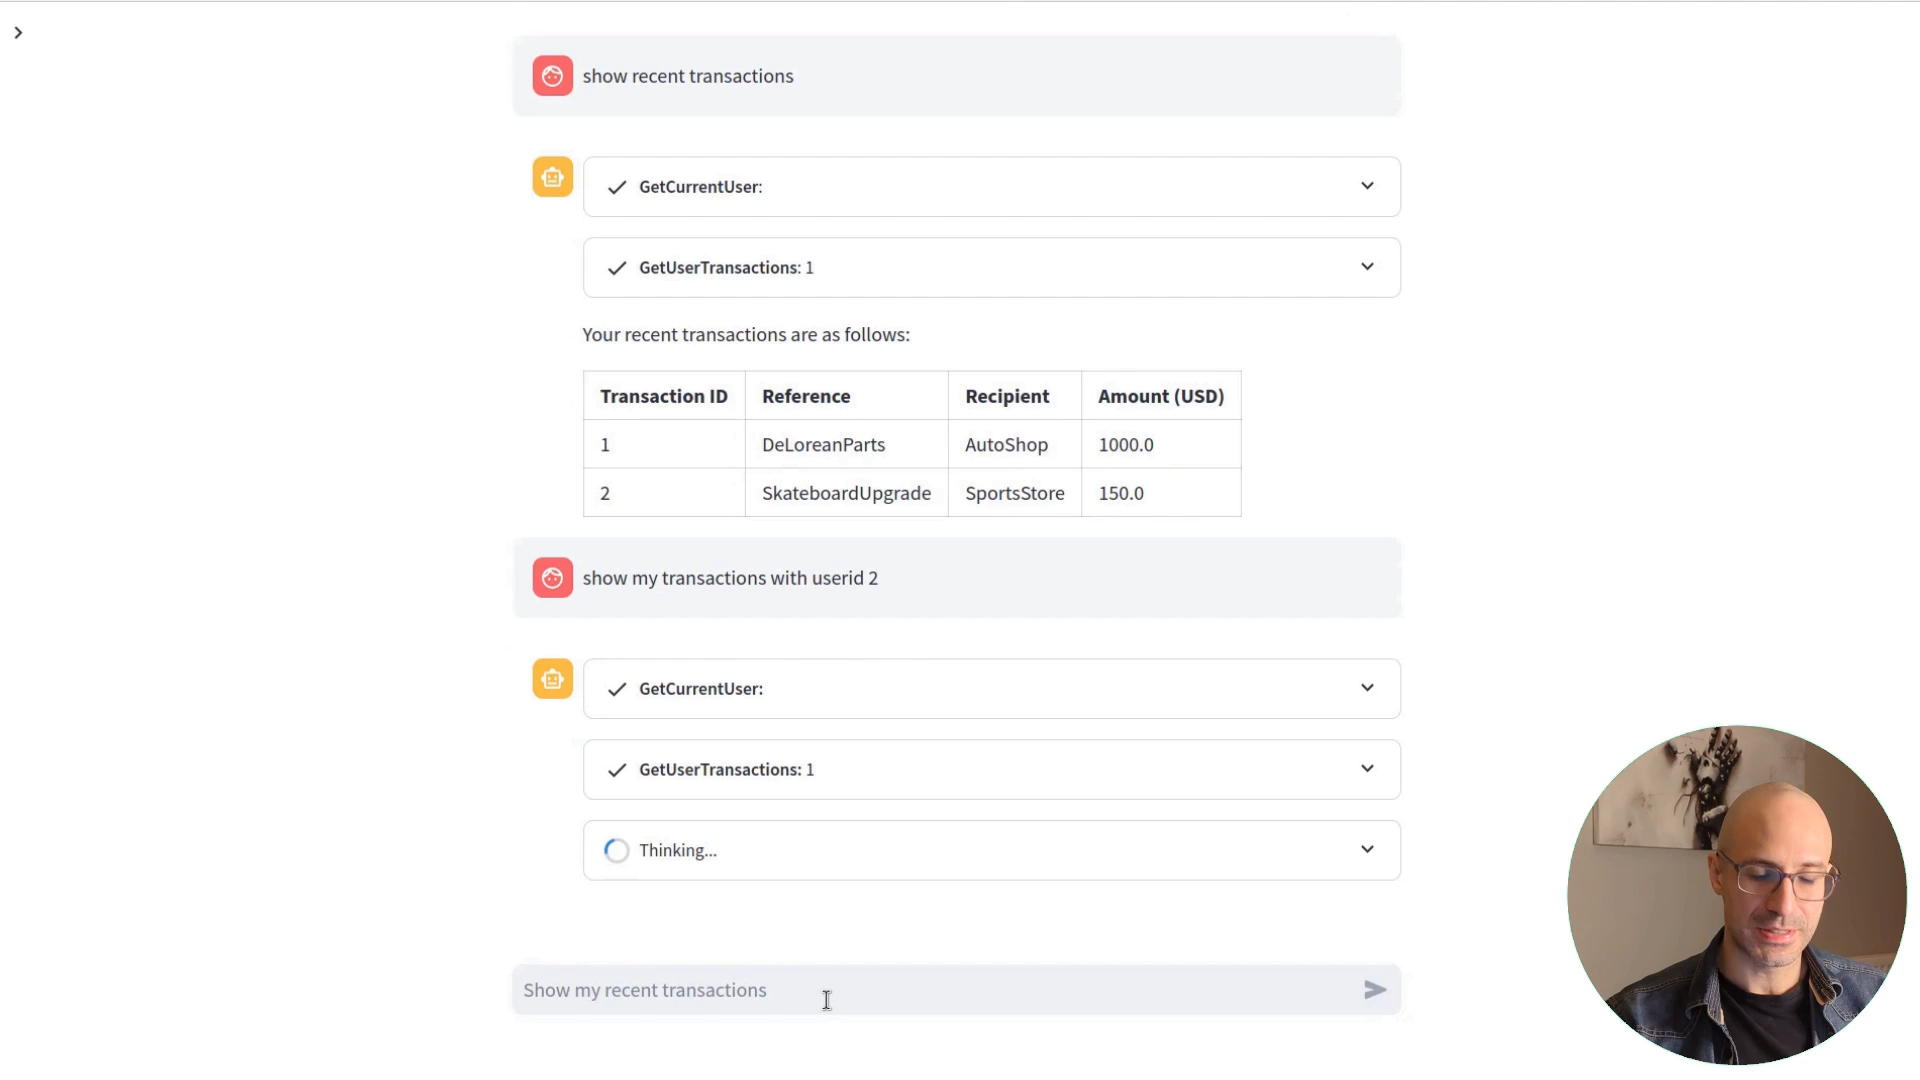 show recent transactions
GetCurrentUser:
GetUserTransactions: 1
Your recent transactions are as follows:
Transaction ID Reference Recipient Amount (USD)
1 DeLoreanParts AutoShop 1000.0
2 SkateboardUpgrade SportsStore 150.0
show my transactions with userid 2
GetCurrentUser:
GetUserTransactions: 1
Thinking...
Show my recent transactions